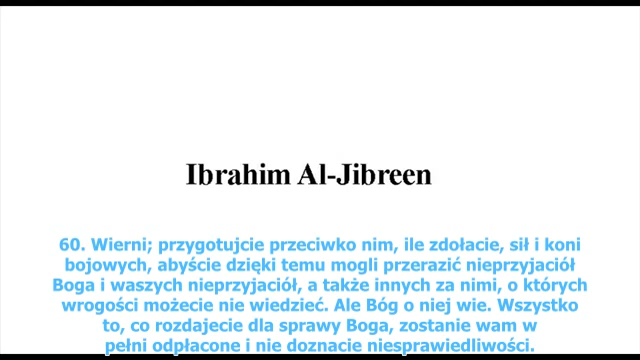 Ibrahim Al-Jibreen
60. Wierni; przygotujcie przeciwko nim, ile zdołacie, sił i koni
bojowych, abyście dzięki temu mogli przerazić nieprzyjaciół
Boga i waszych nieprzyjaciół, a także innych za nimi, o których
wrogości możecie nie wiedzieć. Ale Bóg o niej wie. Wszystko
to, co rozdajecie dla sprawy Boga, zostanie wam w
pełni odpłacone i nie doznacie niesprawiedliwości.